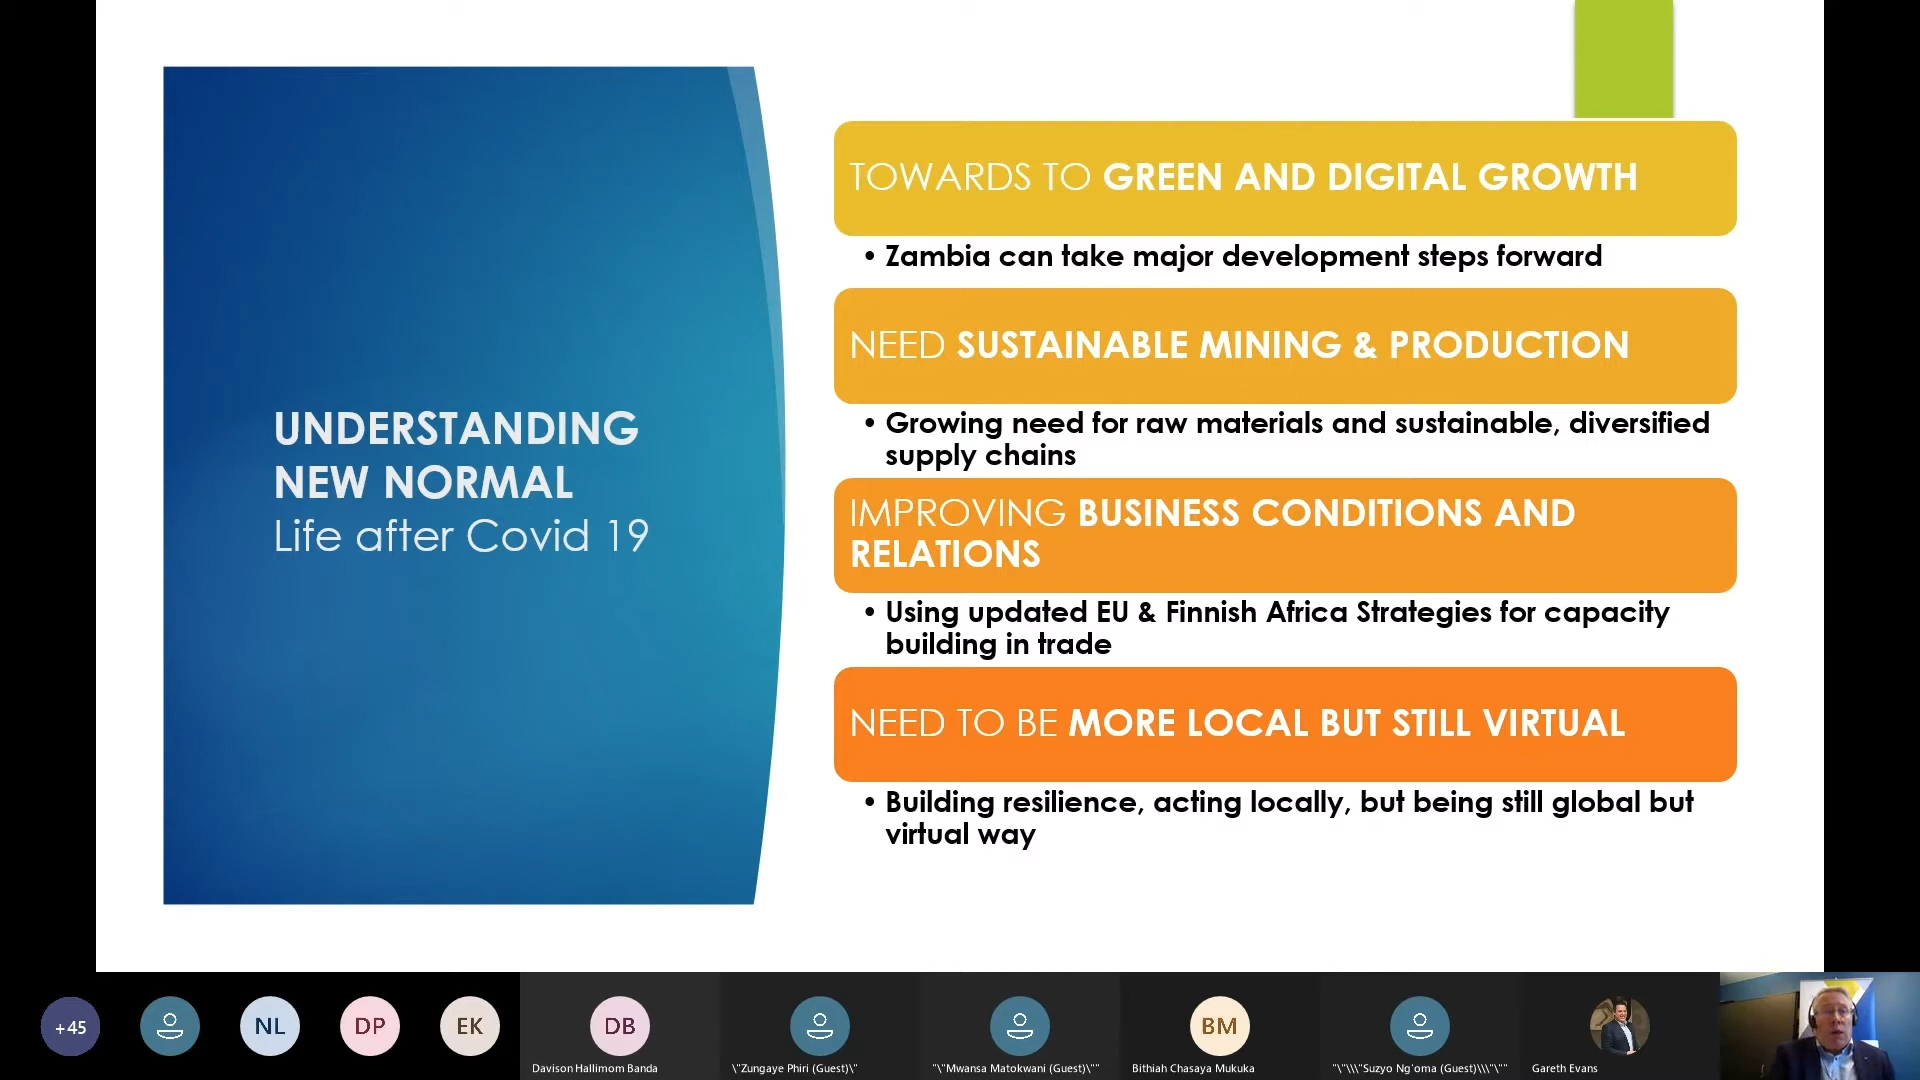 UNDERSTANDING
NEW NORMAL
Life after Covid 19
TOWARDS TO GREEN AND DIGITAL GROWTH
• Zambia can take major development steps forward
NEED SUSTAINABLE MINING & PRODUCTION
• Growing need for raw materials and sustainable, diversified
supply chains
IMPROVING BUSINESS CONDITIONS AND
RELATIONS
• Using updated EU & Finnish Africa Strategies for capacity
building in trade
NEED TO BE MORE LOCAL BUT STILL VIRTUAL
• Building resilience, acting locally, but being still global but
virtual way
+45
NL
DP
EK
DB
BM
Davison Hallimom Banda
\"Zungaye Phiri (Guest)\"
"\"Mwansa Matokwani (Guest)\""
Bithiah Chasaya Mukuka
"\"\\\"Suzyo Ng'oma (Guest)\\\"\""
Gareth Evans